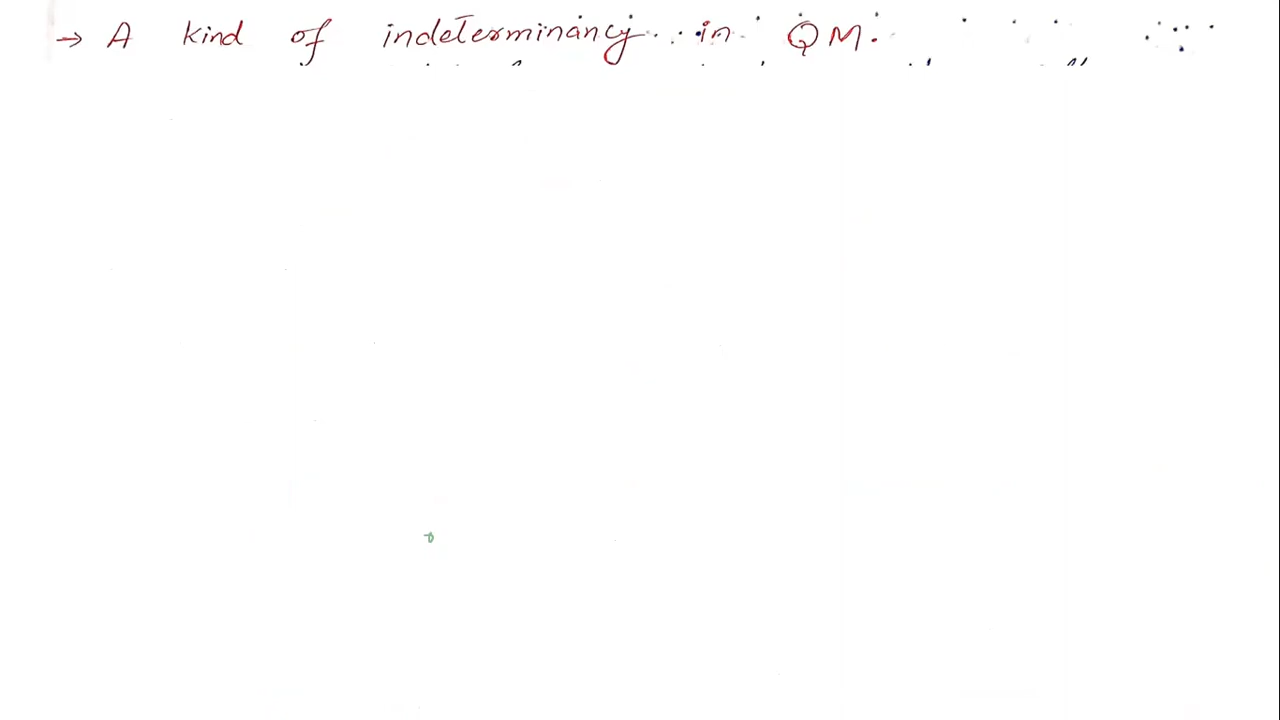 → A kind of indeterminancy in QM.